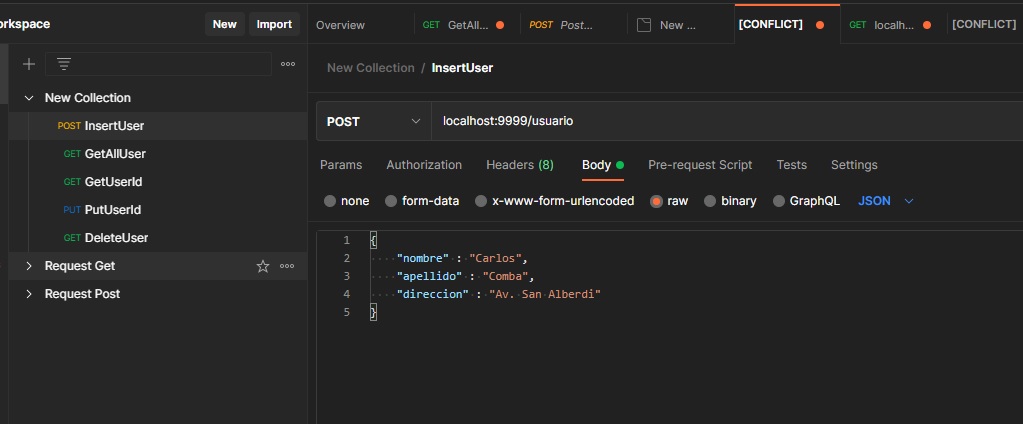 orkspace
New Import
Overview GET GetAll... POST Post... New ... [CONFLICT] GET localh... [CONFLICT]
New Collection / InsertUser
New Collection
POST InsertUser
GET GetAllUser
GET GetUserId
PUT PutUserId
GET DeleteUser
Request Get
Request Post
POST localhost:9999/usuario
Params Authorization Headers (8) Body Pre-request Script Tests Settings
none form-data x-www-form-urlencoded raw binary GraphQL JSON
1 {
2 "nombre" : "Carlos",
3 "apellido" : "Comba",
4 "direccion" : "Av. San Alberdi"
5 }